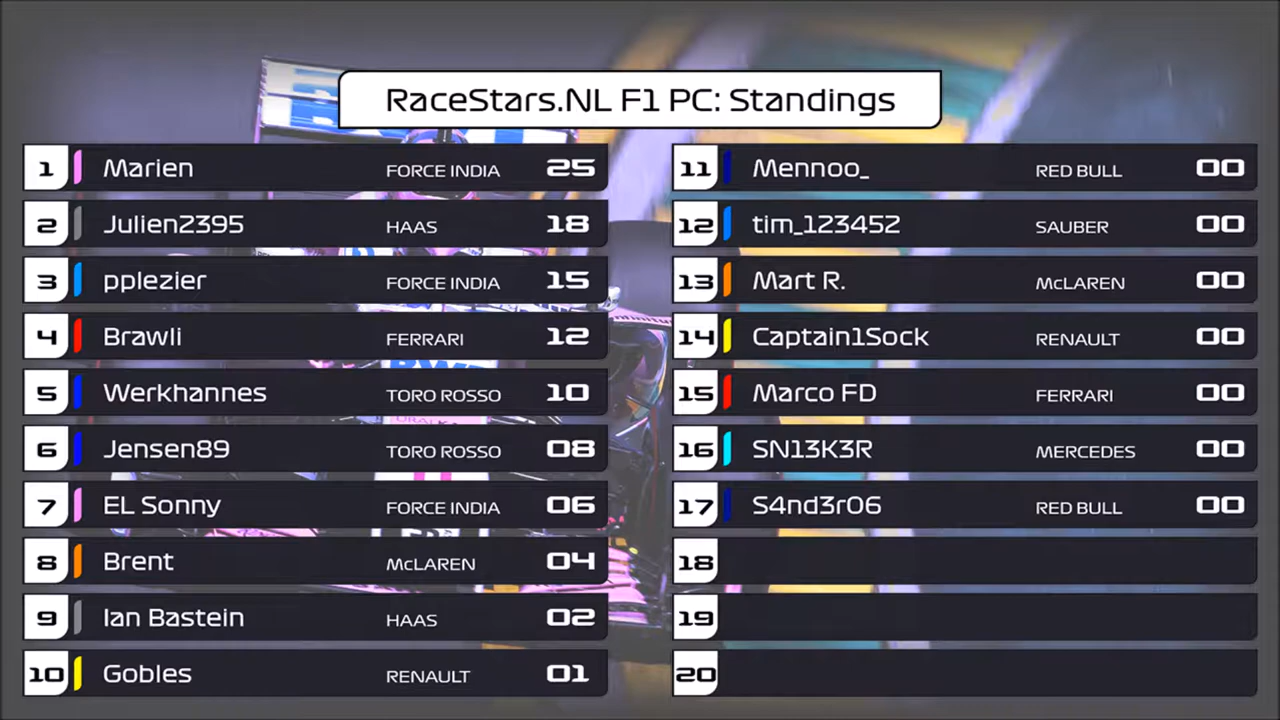 RaceStars.NL F1 PC: Standings
1 Marien FORCE INDIA 25
2 Julien2395 HAAS 18
3 pplezier FORCE INDIA 15
4 Brawli FERRARI 12
5 Werkhannes TORO ROSSO 10
6 Jensen89 TORO ROSSO 08
7 EL Sonny FORCE INDIA 06
8 Brent McLAREN 04
9 Ian Bastein HAAS 02
10 Gobles RENAULT 01
11 Mennoo_ RED BULL 00
12 tim_123452 SAUBER 00
13 Mart R. McLAREN 00
14 Captain1Sock RENAULT 00
15 Marco FD FERRARI 00
16 SN13K3R MERCEDES 00
17 S4nd3r06 RED BULL 00
18
19
20